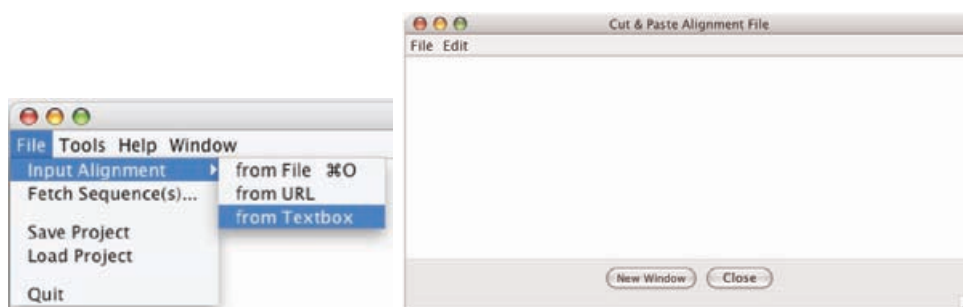 File Tools Help Window
Input Alignment
Fetch Sequence(s)...
Save Project
Load Project
Quit
from File ⌘O
from URL
from Textbox
Cut & Paste Alignment File
File Edit
New Window Close